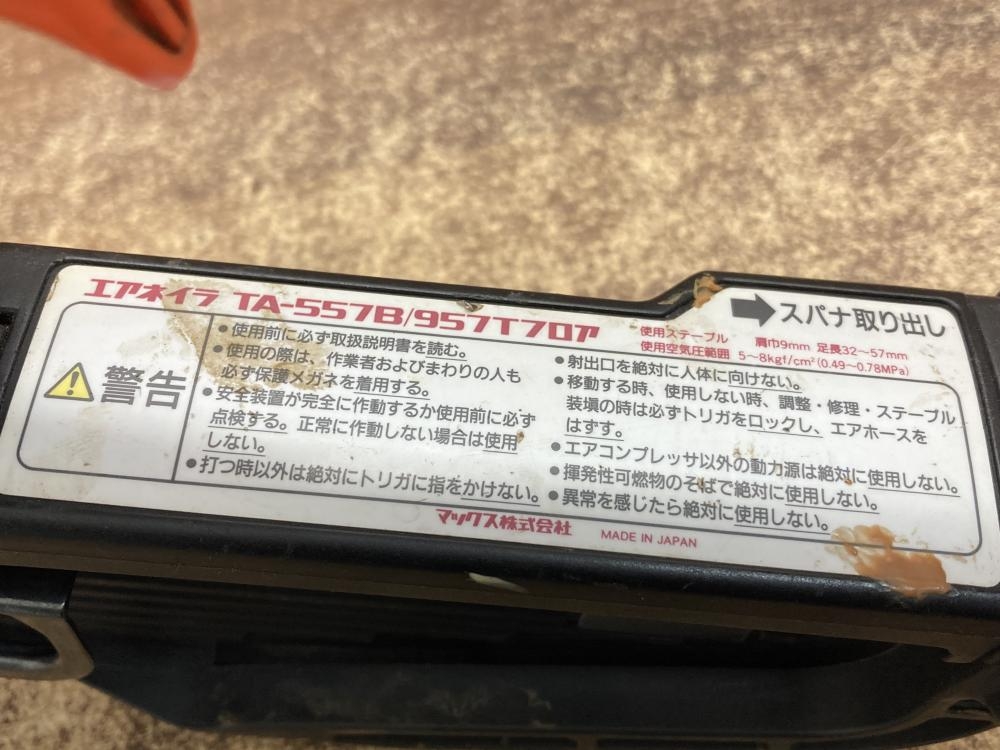 エアネイラ TA-557B/957Tフロア
使用ステープル 肩巾9mm 足長32～57mm
使用空気圧範囲 5～8kgf/cm²(0.49～0.78MPa)
スパナ取り出し
警告
●使用前に必ず取扱説明書を読む。
●使用の際は、作業者およびまわりの人も
必ず保護メガネを着用する。
●安全装置が完全に作動するか使用前に必ず
点検する。正常に作動しない場合は使用
しない。
●打つ時以外は絶対にトリガに指をかけない。
●射出口を絶対に人体に向けない。
●移動する時、使用しない時、調整・修理・ステープル
装填の時は必ずトリガをロックし、エアホースを
はずす。
●エアコンプレッサ以外の動力源は絶対に使用しない。
●揮発性可燃物のそばで絶対に使用しない。
●異常を感じたら絶対に使用しない。
マックス株式会社 MADE IN JAPAN